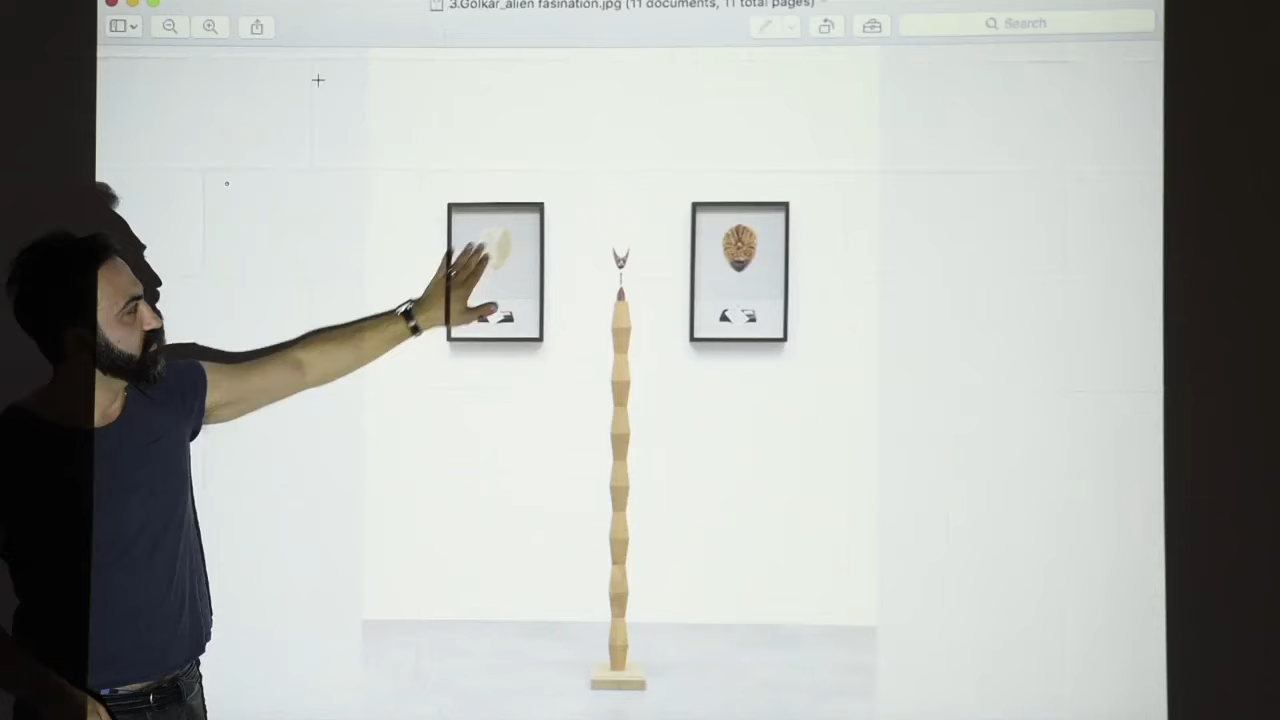 3.Golkar_alien fasination.jpg (11 documents, 11 total pages)
Search